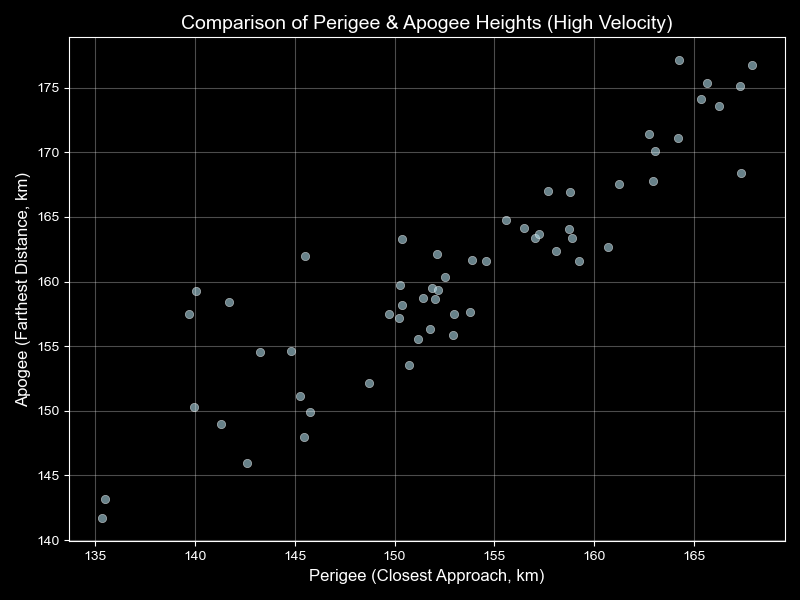 Comparison of Perigee & Apogee Heights (High Velocity)
Apogee (Farthest Distance, km)
175
170
165
160
155
150
145
140
135 140 145 150 155 160 165
Perigee (Closest Approach, km)